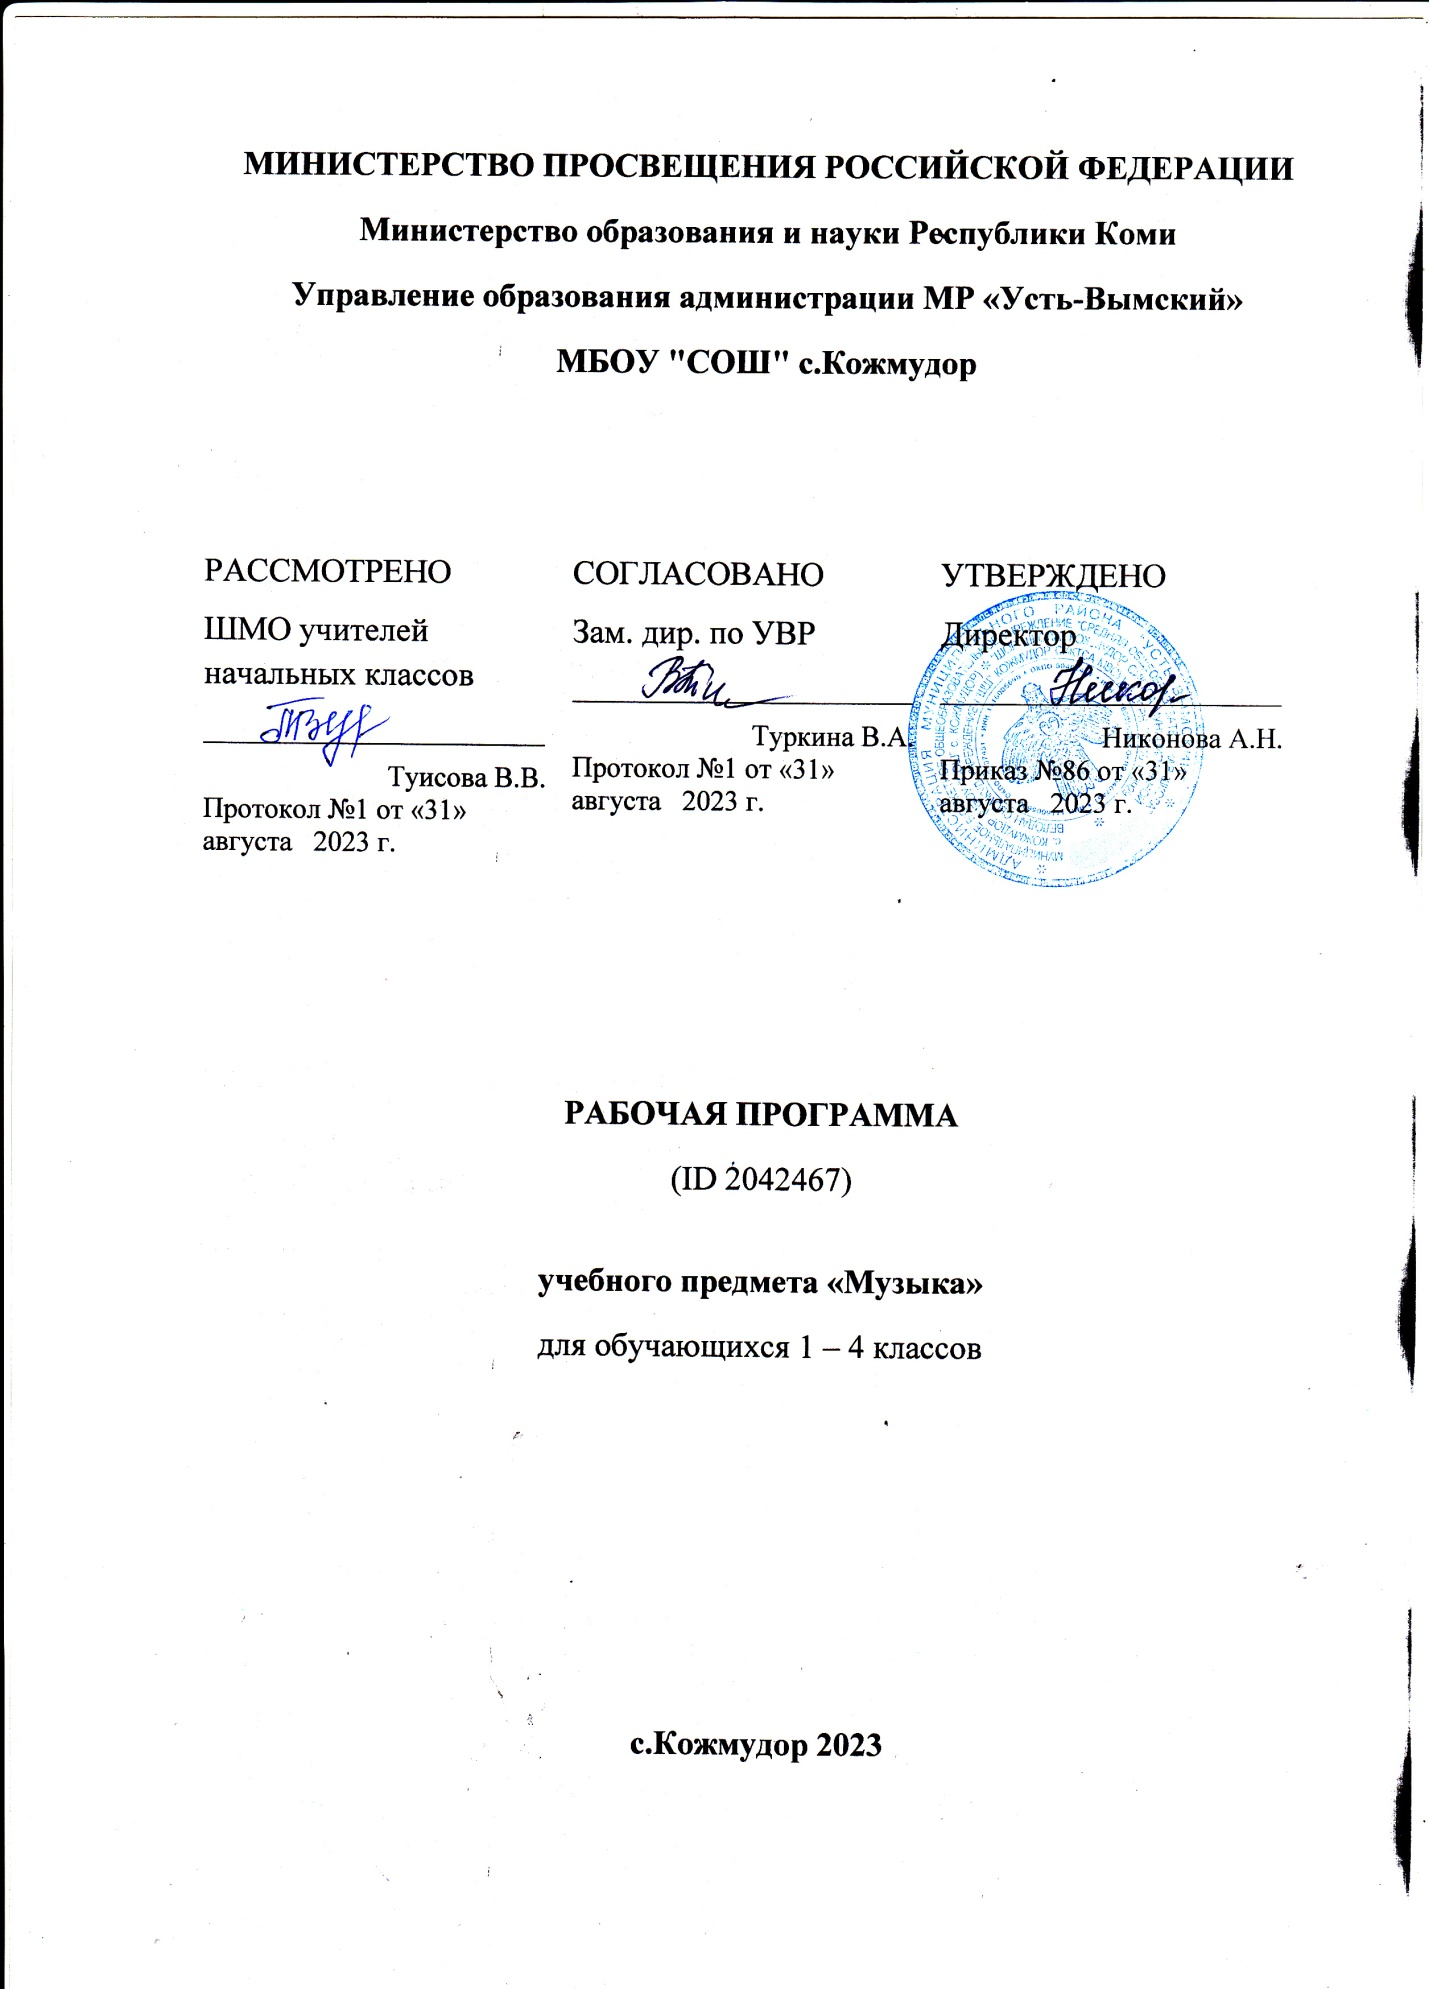 МИНИСТЕРСТВО ПРОСВЕЩЕНИЯ РОССИЙСКОЙ ФЕДЕРАЦИИ
Министерство образования и науки Республики Коми
Управление образования администрации МР «Усть-Вымский»
МБОУ "СОШ" с.Кожмудор
РАССМОТРЕНО
ШМО учителей
начальных классов
Туисова В.В.
Протокол №1 от «31»
августа 2023 г.
СОГЛАСОВАНО
Зам. дир. по УВР
Туркина В.А.
Протокол №1 от «31»
августа 2023 г.
УТВЕРЖДЕНО
Директор
Никонова А.Н.
Приказ №86 от «31»
августа 2023 г.
РАБОЧАЯ ПРОГРАММА
(ID 2042467)
учебного предмета «Музыка»
для обучающихся 1 – 4 классов
с.Кожмудор 2023